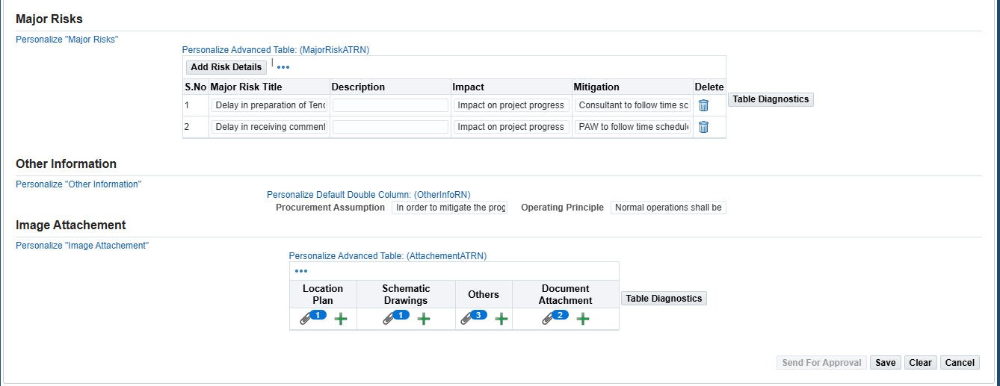 Major Risks
Personalize "Major Risks"
Personalize Advanced Table: (MajorRiskATRN)
Add Risk Details
S.No Major Risk Title Description Impact Mitigation Delete
1 Delay in preparation of Impact on project progress Consultant to follow time
2 Delay in receiving comment Impact on project progress PAW to follow time schedule
Table Diagnostics
Other Information
Personalize "Other Information"
Personalize Default Double Column: (OtherInfoRN)
Procurement Assumption In order to mitigate the Operating Principle Normal operations shall be
Image Attachement
Personalize "Image Attachement"
Personalize Advanced Table: (AttachementATRN)
Location Plan Schematic Drawings Others Document Attachment
1 1 3 2
Table Diagnostics
Send For Approval Save Clear Cancel